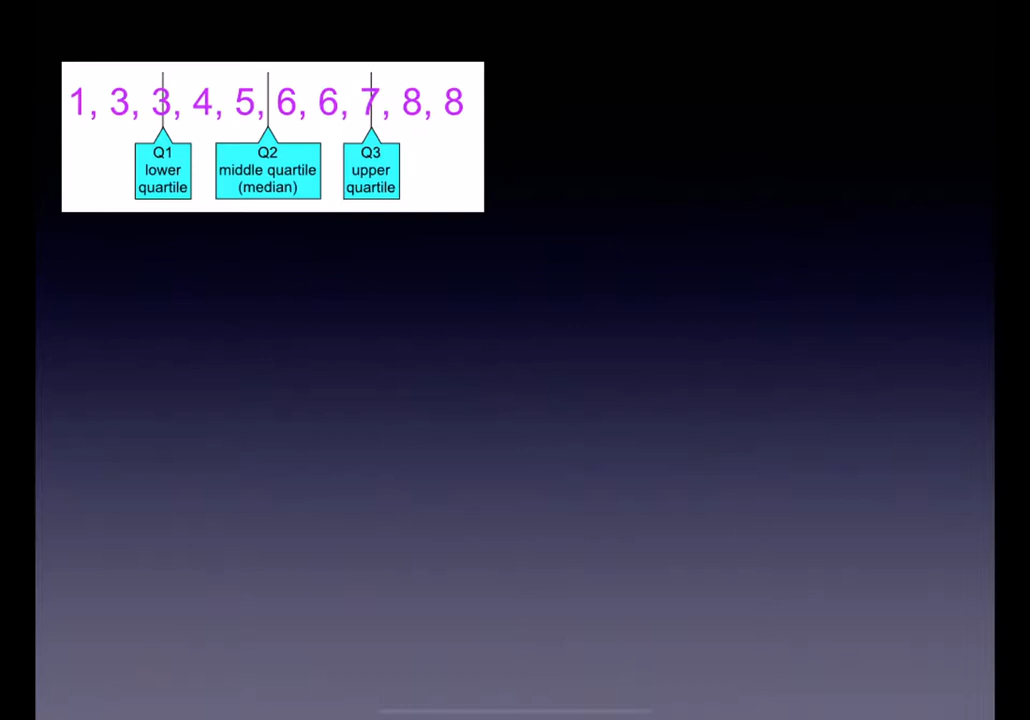 1, 3, 3, 4, 5, 6, 6, 7, 8, 8
Q1
lower
quartile
Q2
middle quartile
(median)
Q3
upper
quartile